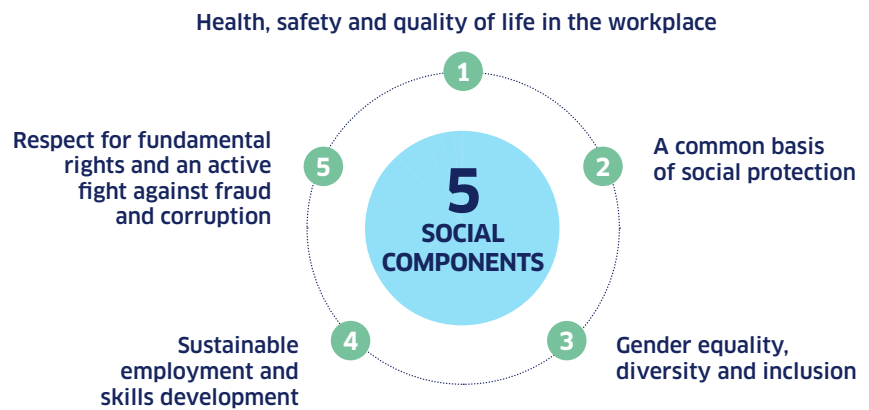 Health, safety and quality of life in the workplace
1
Respect for fundamental
rights and an active
fight against fraud
and corruption
5
2
A common basis
of social protection
5
SOCIAL
COMPONENTS
4
Sustainable
employment and
skills development
3
Gender equality,
diversity and inclusion